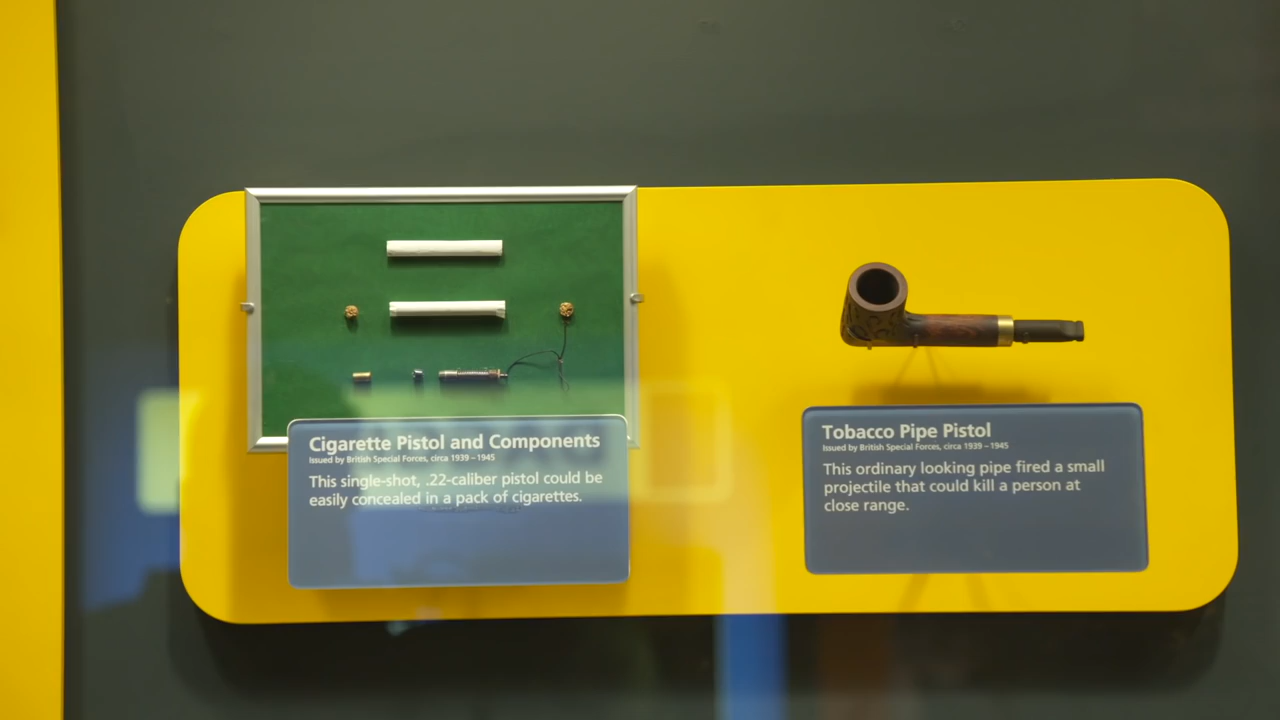 Cigarette Pistol and Components
Issued by British Special Forces, circa 1939 – 1945
This single-shot, .22-caliber pistol could be
easily concealed in a pack of cigarettes.
Tobacco Pipe Pistol
Issued by British Special Forces, circa 1939 – 1945
This ordinary looking pipe fired a small
projectile that could kill a person at
close range.